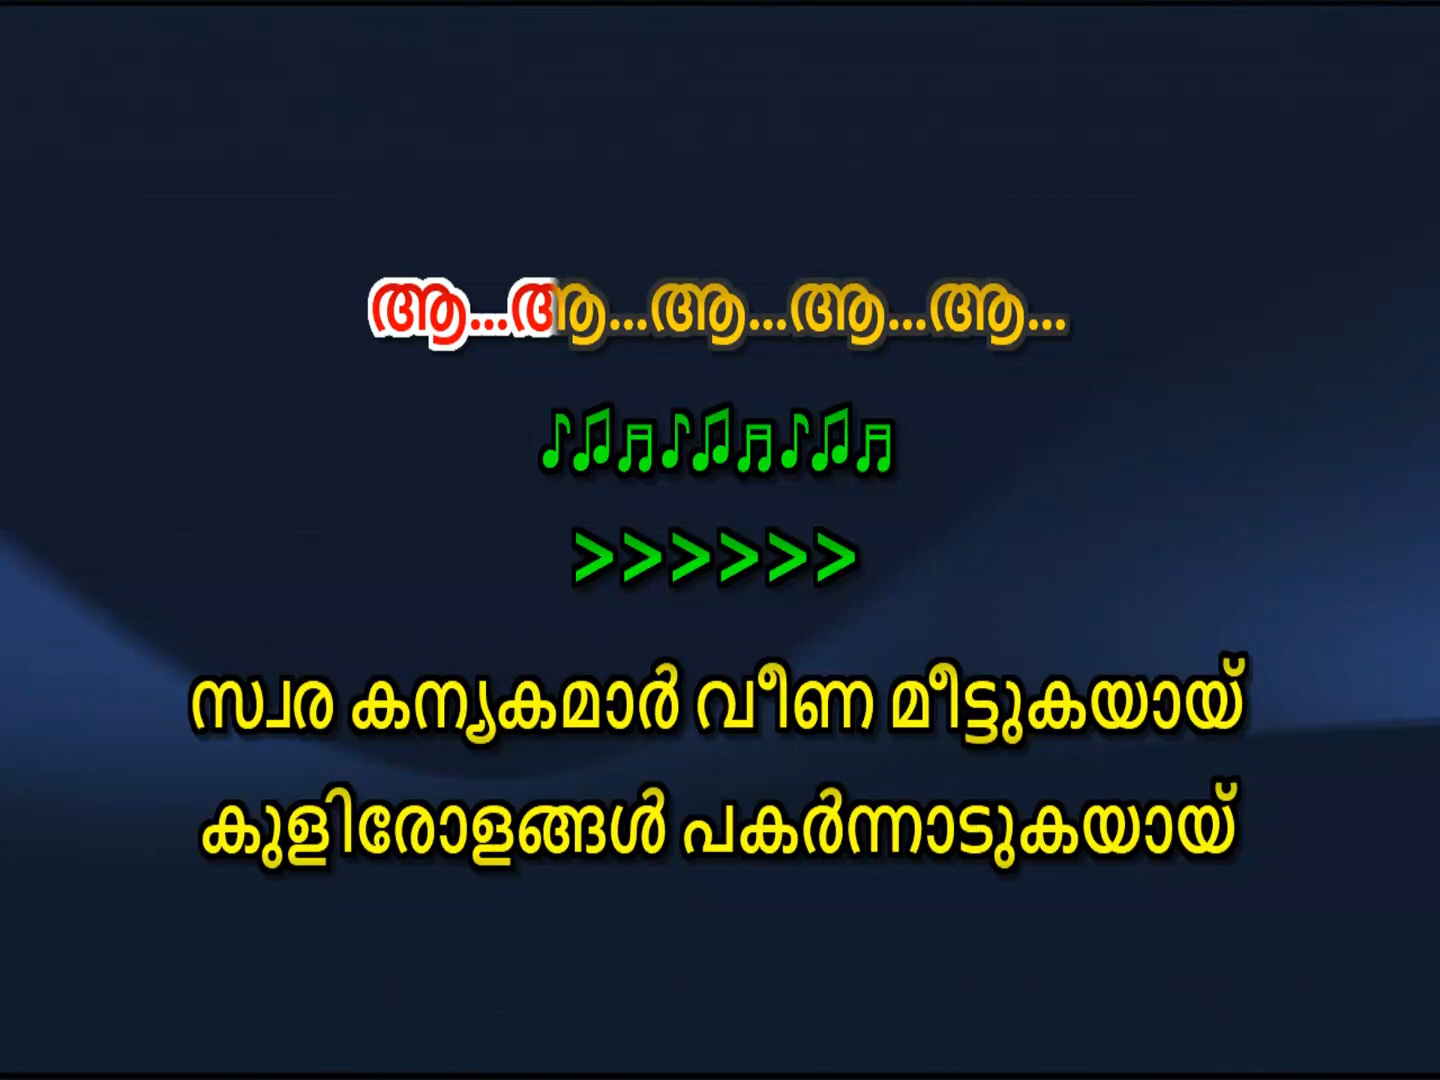 ആ...ആ...ആ...ആ...ആ...
♪♫♬♪♫♬♪♫♬
>>>>>>
സ്വര കന്യകമാർ വീണ മീട്ടുകയായ്
കുളിരോളങ്ങൾ പകർന്നാടുകയായ്